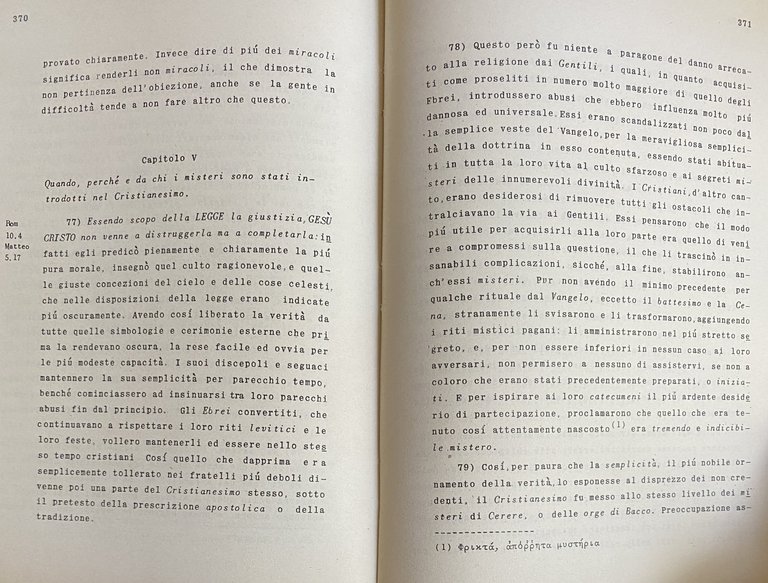 370
provato chiaramente. Invece dire di piú dei miracoli
significa renderli non miracoli, il che dimostra la
non pertinenza dell'obiezione, anche se la gente in
difficoltà tende a non fare altro che questo.
Capitolo V
Quando, perché e da chi i misteri sono stati in-
trodotti nel Cristianesimo.
Rom
10.4
Matteo
5.17
77) Essendo scopo della LEGGE la giustizia, GESÙ
CRISTO non venne a distruggerla ma a completarla: in
fatti egli predicò pienamente e chiaramente la piú
pura morale, insegnò quel culto ragionevole, e quel-
le giuste concezioni del cielo e delle cose celesti,
che nelle disposizioni della legge erano indicate
piú oscuramente. Avendo cosí liberato la verità da
tutte quelle simbologie e cerimonie esterne che pri
ma la rendevano oscura, la rese facile ed ovvia per
le piú modeste capacità. I suoi discepoli e seguaci
mantennero la sua semplicità per parecchio tempo,
benché cominciassero ad insinuarsi tra loro parecchi
abusi fin dal principio. Gli Ebrei convertiti, che
continuavano a rispettare i loro riti levitici e le
loro feste, vollero mantenerli ed essere nello stes
so tempo cristiani Cosí quello che dapprima era
semplicemente tollerato nei fratelli piú deboli di-
venne poi una parte del Cristianesimo stesso, sotto
il pretesto della prescrizione apostolica o della
tradizione.
371
78) Questo però fu niente a paragone del danno arreca-
to alla religione dai Gentili, i quali, in quanto acquisi-
ti come proseliti in numero molto maggiore di quello degli
Ebrei, introdussero abusi che ebbero influenza molto piú
dannosa ed universale. Essi erano scandalizzati non poco dal
la semplice veste del Vangelo, per la meravigliosa semplici-
tà della dottrina in esso contenuta, essendo stati abitua-
ti in tutta la loro vita al culto sfarzoso e ai segreti mi-
steri delle innumerevoli divinità. I Cristiani, d'altro can-
to, erano desiderosi di rimuovere tutti gli ostacoli che in-
tralciavano la via ai Gentili. Essi pensarono che il modo
piú utile per acquisirli alla loro parte era quello di veni
re a compromessi sulla questione, il che li trascinò in in-
sanabili complicazioni, sicché, alla fine, stabilirono an-
ch'essi misteri. Pur non avendo il minimo precedente per
qualche rituale dal Vangelo, eccetto il battesimo e la Ce-
na, stranamente li svisarono e li trasformarono, aggiungendo
i riti mistici pagani: li amministrarono nel piú stretto se
greto, e, per non essere inferiori in nessun caso ai loro
avversari, non permisero a nessuno di assistervi, se non a
coloro che erano stati precedentemente preparati, o inizia-
ti. E per ispirare ai loro catecumeni il piú ardente deside
rio di partecipazione, proclamarono che quello che era te-
nuto cosí attentamente nascosto(1) era tremendo e indicibi-
le mistero.
79) Cosí, per paura che la semplicità, il piú nobile or-
namento della verità, lo esponesse al disprezzo dei non cre-
denti, il Cristianesimo fu messo allo stesso livello dei mi
steri di Cerere, o delle orge di Bacco. Preoccupazione as-
(1) Φρικτά, ἀπόῤῥητα μυστήρια